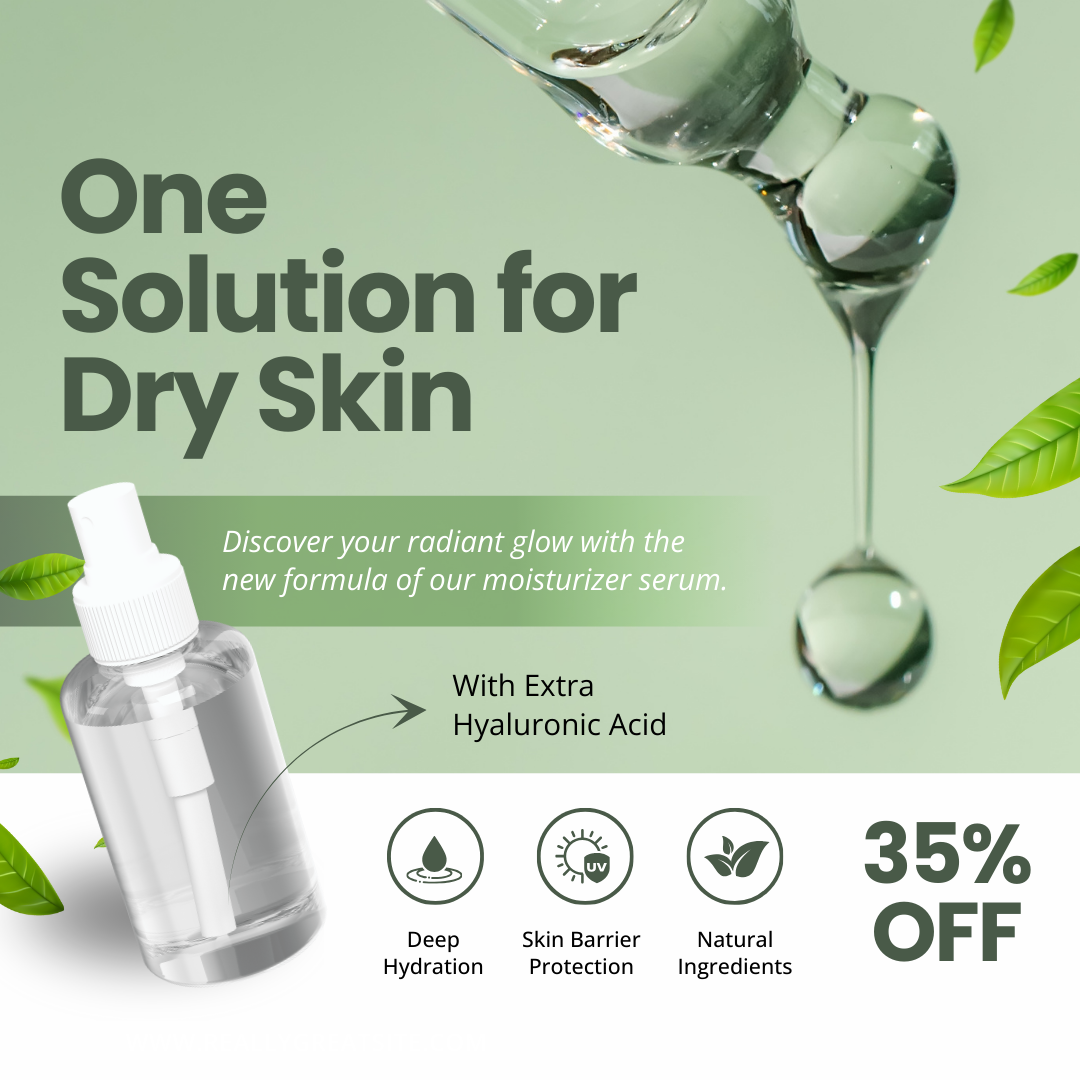 One
Solution for
Dry Skin
Discover your radiant glow with the
new formula of our moisturizer serum.
With Extra
Hyaluronic Acid
UV
Deep
Hydration
Skin Barrier
Protection
Natural
Ingredients
35%
OFF